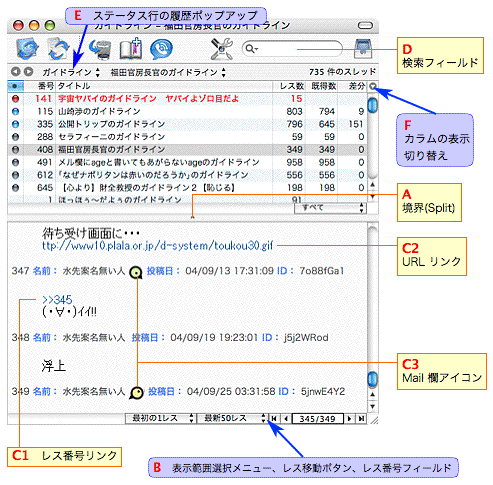 E ステータス行の履歴ポップアップ
ガイドライン - 福田官房長官のガイドライン
D
検索フィールド
ガイドライン 福田官房長官のガイドライン 735 件のスレッド
番号 タイトル レス数 既得数 差分
141 宇宙ヤバイのガイドライン ヤバイよゾロ目だよ 15
115 山崎渉のガイドライン 803 794 9
335 公開トリップのガイドライン 796 645 151
288 セラフィーニのガイドライン 59 0
408 福田官房長官のガイドライン 349 349 0
491 メル欄にageと書いてもあがらないageのガイドライン 958 958 0
612 「なぜナポリタンは赤いのだろうか」のガイドライン 556 556 0
645 【心より】財全教授のガイドライン2【恥じる】 198 198 0
1 ほっほぅ〜だょぅのガイドライン 91
すべて
F
カラムの表示
切り替え
A
境界(Split)
待ち受け画面に・・・
ttp://www10.plala.or.jp/d-system/toukou30.gif
C2
URL リンク
347 名前： 水先案名無い人 投稿日： 04/09/13 17:31:09 ID： 7o88fGa1
>>345
(・∀・)イイ!!
348 名前： 水先案名無い人 投稿日： 04/09/19 19:23:01 ID： j5j2WRod
浮上
C3
Mail 欄アイコン
349 名前： 水先案名無い人 投稿日： 04/09/25 03:31:58 ID： 5jnwE4Y2
最初の1レス 最新50レス 345/349
C1 レス番号リンク
B 表示範囲選択メニュー、レス移動ボタン、レス番号フィールド